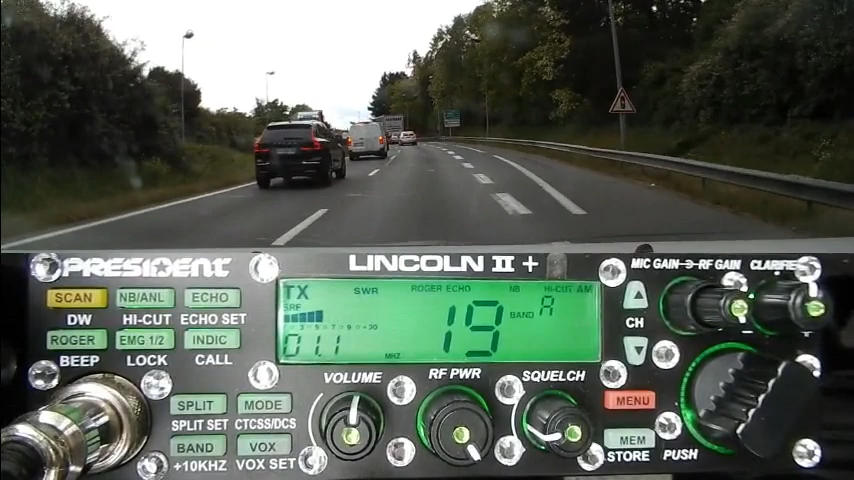 PRESIDENT
LINCOLN II +
MIC GAIN RF GAIN CLARIFIER
SCAN NB/ANL ECHO
DW HI-CUT ECHO SET
ROGER EMG 1/2 INDIC
BEEP LOCK CALL
TX SWR ROGER ECHO NB HI-CUT AM
SRF
19 BAND A
01.1 MHZ
CH
VOLUME RF PWR SQUELCH
SPLIT MODE
SPLIT SET CTCSS/DCS
BAND VOX
+10KHZ VOX SET
MENU
MEM
STORE PUSH